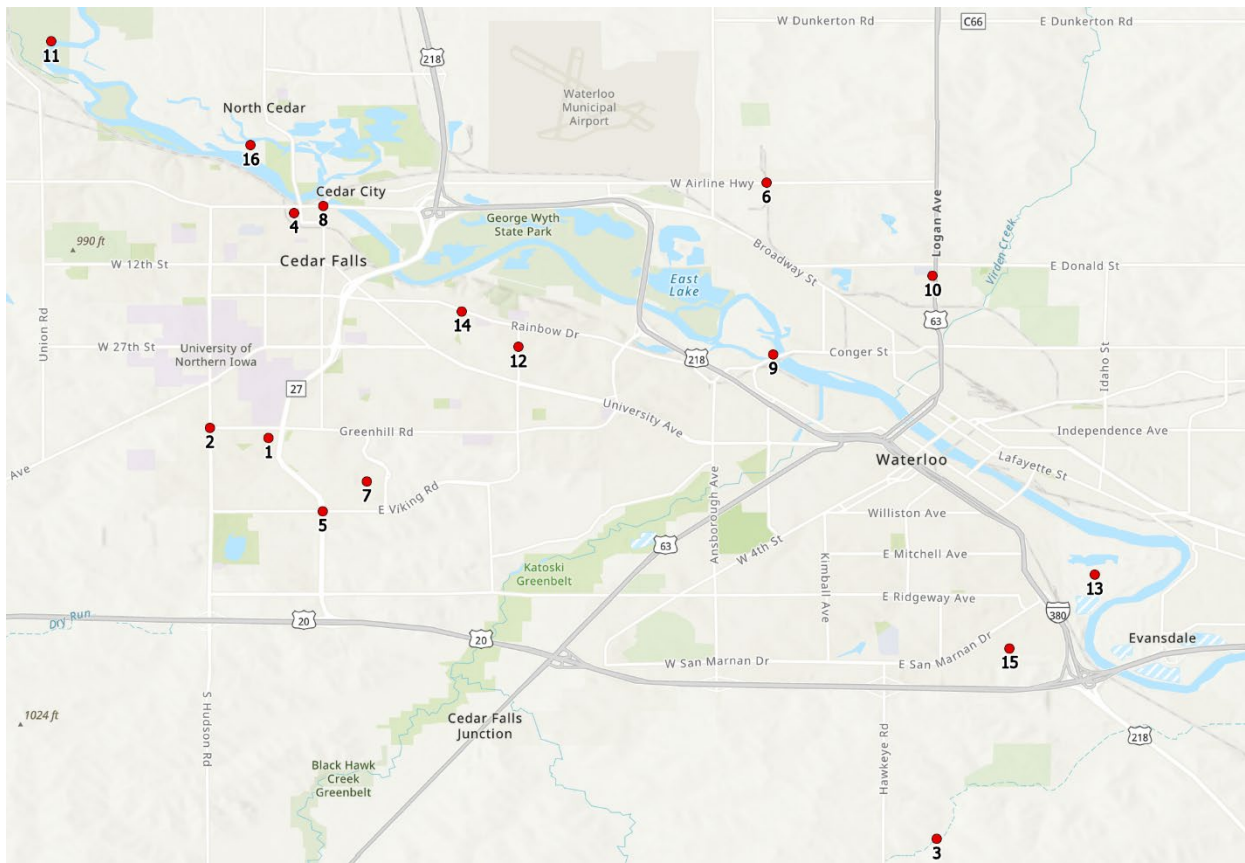 W Dunkerton Rd
C66
E Dunkerton Rd
11
218
Waterloo
Municipal
Airport
North Cedar
16
Cedar City
W Airline Hwy
6
4
8
George Wyth
State Park
Logan Ave
Virden Creek
990 ft
Broadway St
W 12th St
Cedar Falls
East
Lake
E Donald St
10
14
63
Union Rd
Rainbow Dr
W 27th St
University of
Northern Iowa
12
218
9
Conger St
Idaho St
27
University Ave
2
1
Greenhill Rd
Independence Ave
Ave
Waterloo
Lafayette St
7
E Viking Rd
5
Ansborough Ave
Williston Ave
63
W 4th St
E Mitchell Ave
Katoski
Greenbelt
Kimball Ave
13
E Ridgeway Ave
Dry Run
20
20
380
Evansdale
15
W San Marnan Dr
E San Marnan Dr
S Hudson Rd
1024 ft
Cedar Falls
Junction
Hawkeye Rd
218
Black Hawk
Creek
Greenbelt
3